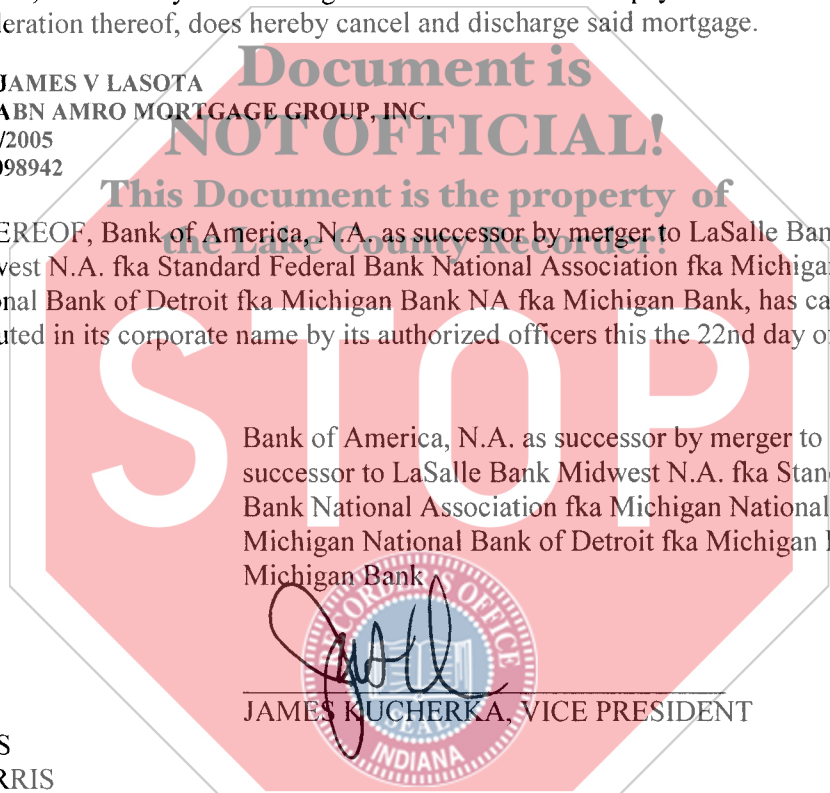 deration thereof, does hereby cancel and discharge said mortgage.
Document is
JAMES V LASOTA
ABN AMRO MORTGAGE GROUP, INC.
NOT OFFICIAL!
/2005
098942
This Document is the property of
EREOF, Bank of America, N.A. as successor by merger to LaSalle Ban
the Lake County Recorder!
west N.A. fka Standard Federal Bank National Association fka Michiga
onal Bank of Detroit fka Michigan Bank NA fka Michigan Bank, has ca
uted in its corporate name by its authorized officers this the 22nd day o
STOP
Bank of America, N.A. as successor by merger to
successor to LaSalle Bank Midwest N.A. fka Stan
Bank National Association fka Michigan National
Michigan National Bank of Detroit fka Michigan
Michigan Bank
CORDER'S OFFICE
SEAL
INDIANA
JAMES KUCHERKA, VICE PRESIDENT
S
RRIS